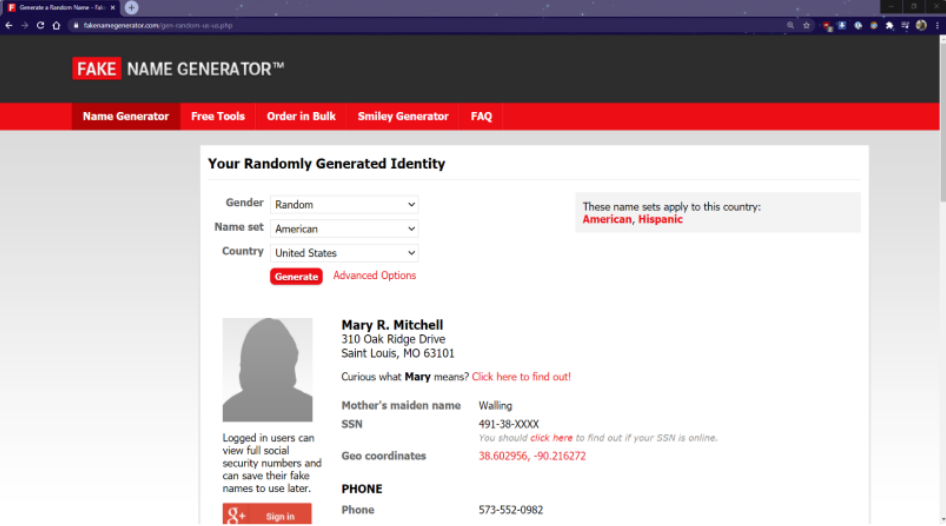 Generate a Random Name - Fak
fakenamegenerator.com/gen-random-us-us.php
FAKE NAME GENERATOR™
Name Generator Free Tools Order in Bulk Smiley Generator FAQ
Your Randomly Generated Identity
Gender Random
Name set American
Country United States
Generate Advanced Options
These name sets apply to this country:
American, Hispanic
Mary R. Mitchell
310 Oak Ridge Drive
Saint Louis, MO 63101
Curious what Mary means? Click here to find out!
Mother's maiden name Walling
SSN 491-38-XXXX
You should click here to find out if your SSN is online.
Geo coordinates 38.602956, -90.216272
PHONE
Phone 573-552-0982
Logged in users can
view full social
security numbers and
can save their fake
names to use later.
g+ Sign in